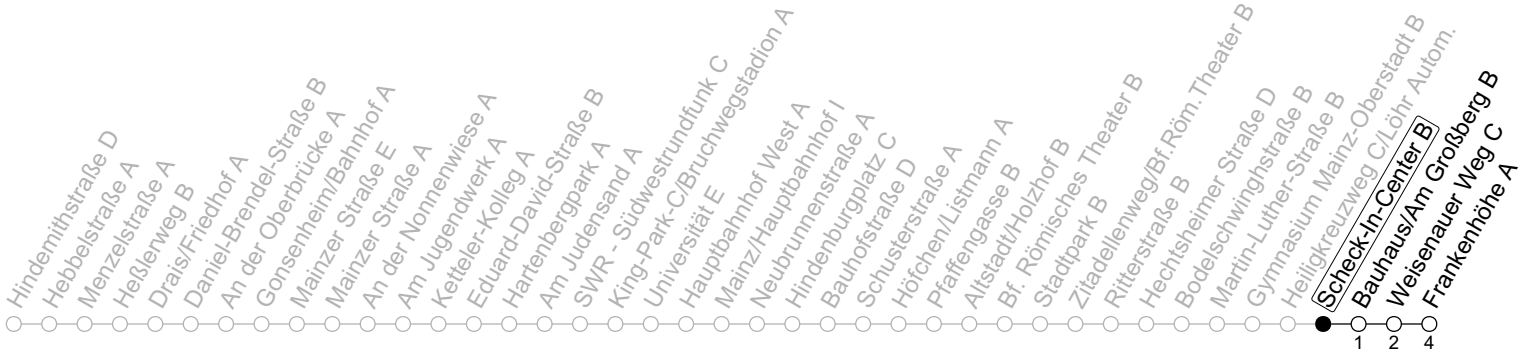 Hindemithstraße D
Hebbelstraße A
Menzelstraße A
Heßlerweg B
Drais/Friedhof A
Daniel-Brendel-Straße B
An der Oberbrücke A
Gonsenheim/Bahnhof A
Mainzer Straße E
Mainzer Straße A
An der Nonnenwiese A
Am Jugendwerk A
Ketteler-Kolleg A
Eduard-David-Straße B
Hartenbergpark A
Am Judensand A
SWR - Südwestrundfunk C
King-Park-C/Bruchwegstadion A
Universität E
Hauptbahnhof West A
Mainz/Hauptbahnhof I
Neubrunnenstraße A
Hindenburgplatz C
Bauhofstraße D
Schusterstraße A
Höfchen/Listmann A
Pfaffengasse B
Altstadt/Holzhof B
Bf. Römisches Theater B
Stadtpark B
Zitadellenweg/Bf.Röm.Theater B
Ritterstraße B
Hechtsheimer Straße D
Bodelschwinghstraße B
Martin-Luther-Straße B
Gymnasium Mainz-Oberstadt B
Heiligkreuzweg C/Löhr Autom.
Scheck-In-Center B
Bauhaus/Am Großberg B
Weisenauer Weg C
Frankenhöhe A
1 2 4